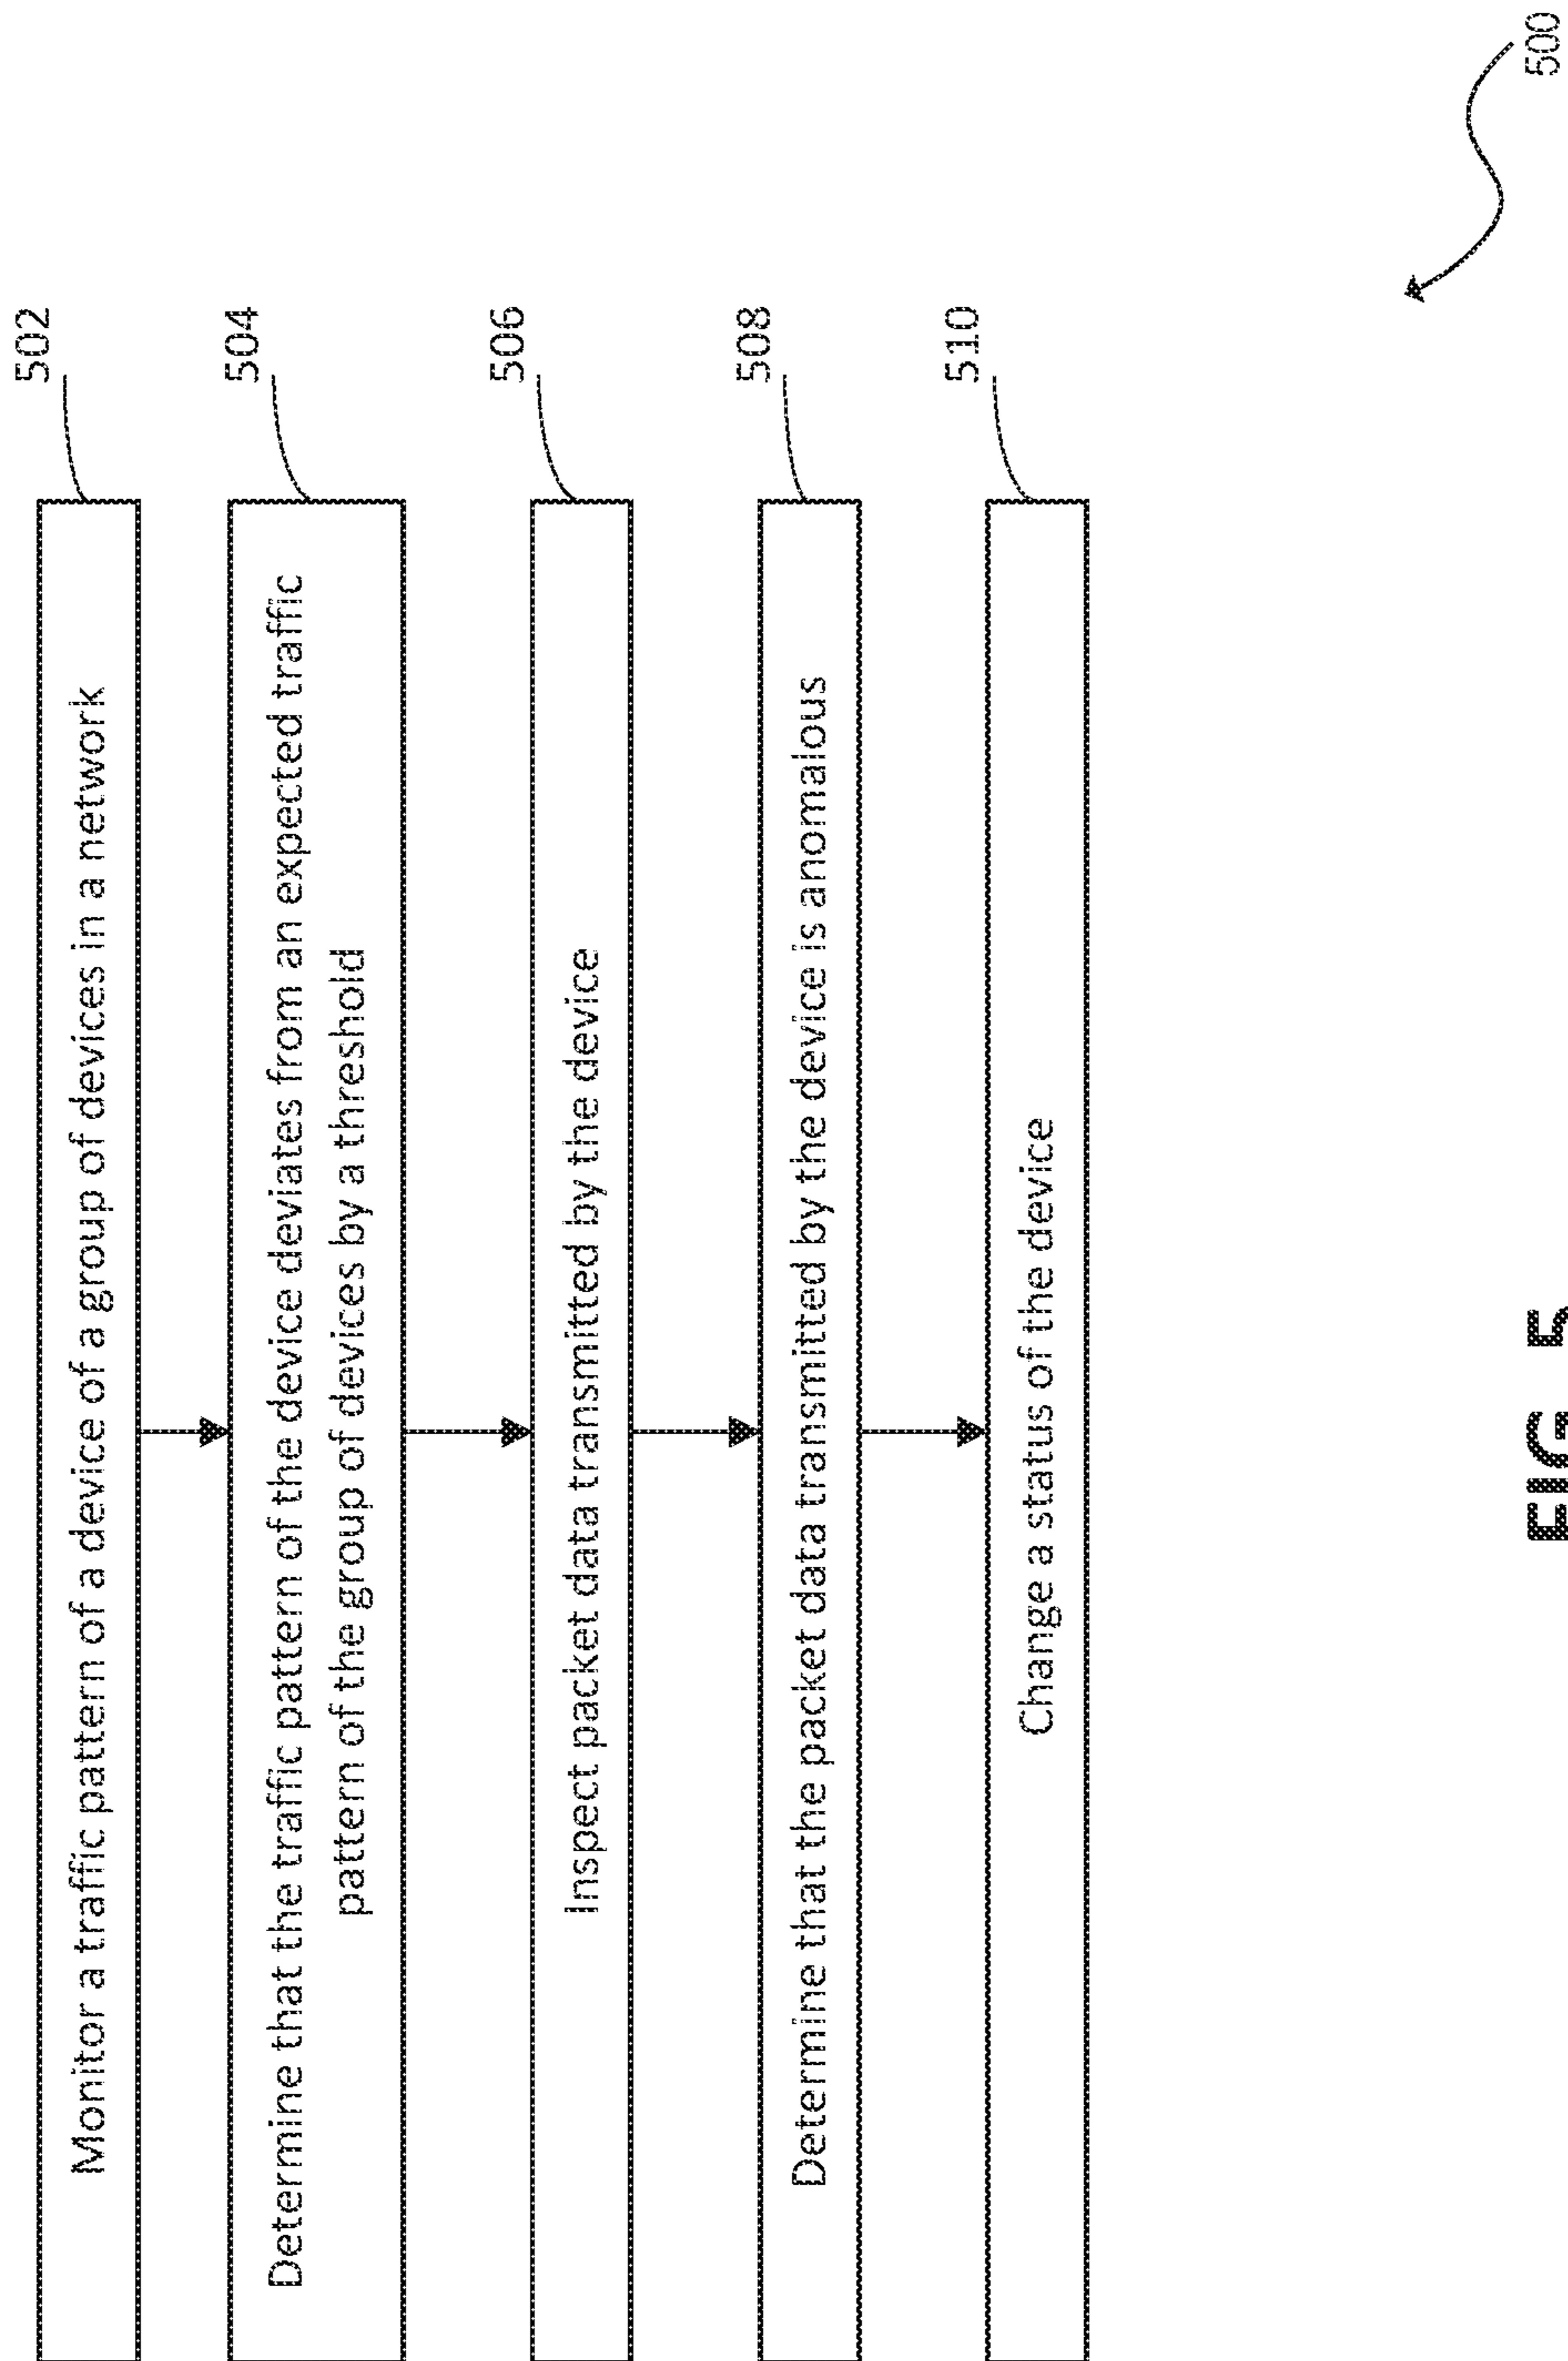 502
Monitor a traffic pattern of a device of a group of devices in a network
504
Determine that the traffic pattern of the device deviates from an expected traffic
pattern of the group of devices by a threshold
506
Inspect packet data transmitted by the device
508
Determine that the packet data transmitted by the device is anomalous
510
Change a status of the device
500
FIG 5